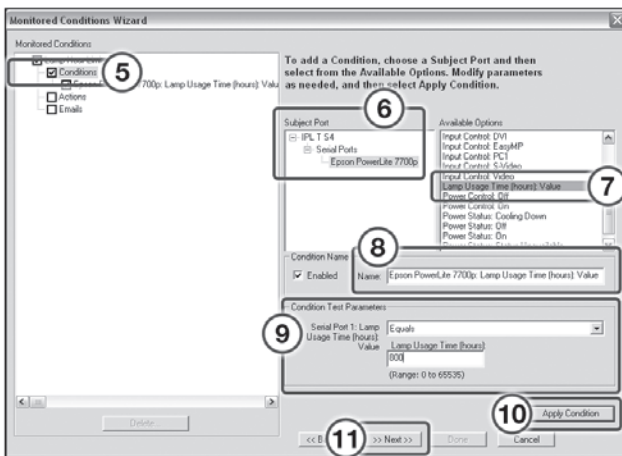 Monitored Conditions Wizard
Monitored Conditions
Conditions
Epson P 7700p: Lamp Usage Time (hours): Valu
Actions
Emails
5
To add a Condition, choose a Subject Port and then
select from the Available Options. Modify parameters
as needed, and then select Apply Condition.
6
Subject Port
IPL T S4
Serial Ports
Epson PowerLite 7700p
Available Options
Input Control: DVI
Input Control: EasyMP
Input Control: PC1
Input Control: S-Video
Input Control: Video
Lamp Usage Time (hours): Value
Power Control: Off
Power Control: On
Power Status: Cooling Down
Power Status: Off
Power Status: On
7
8
Condition Name
Enabled
Name: Epson PowerLite 7700p: Lamp Usage Time (hours): Value
9
Condition Test Parameters
Serial Port 1: Lamp
Usage Time (hours):
Value
Equals
Lamp Usage Time (hours):
800
(Range: 0 to 65535)
10
Apply Condition
Delete
11
<< B
>> Next >>
Done
Cancel